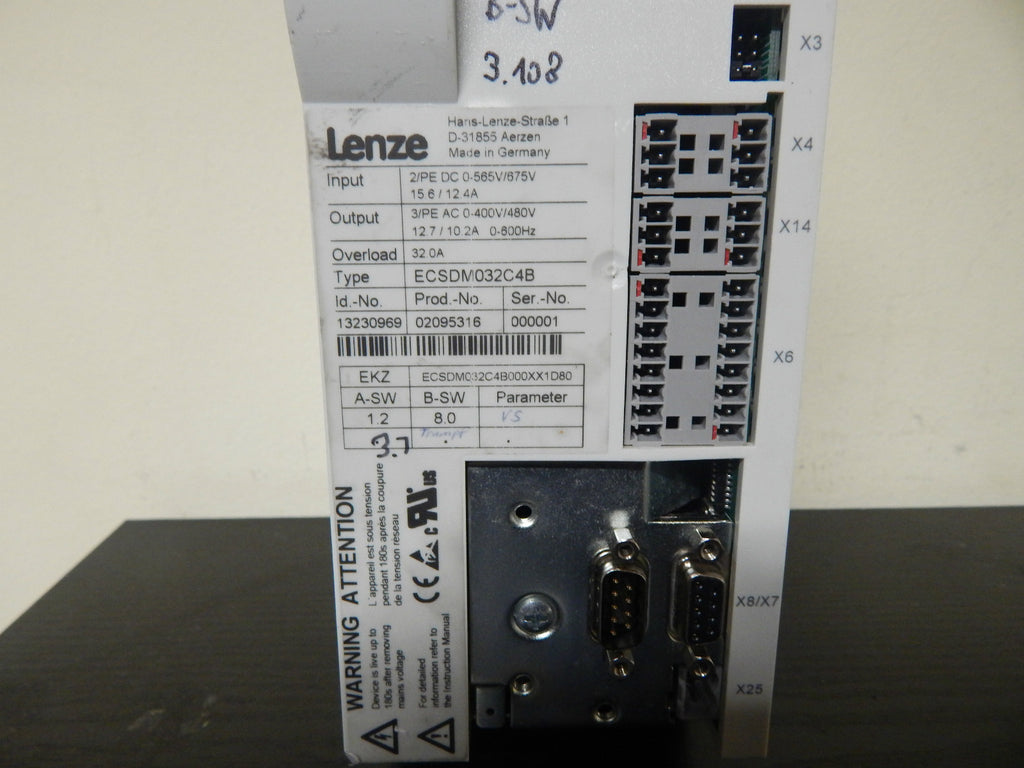 B-SW
3.108
X3
Lenze
Hans-Lenze-Straße 1
D-31855 Aerzen
Made in Germany
X4
Input 2/PE DC 0-565V/675V
15.6 / 12.4A
Output 3/PE AC 0-400V/480V
12.7 / 10.2A 0-600Hz
X14
Overload 32.0A
Type ECSDM032C4B
Id.-No. Prod.-No. Ser.-No.
13230969 02095316 000001
X6
EKZ ECSDM032C4B000XX1D80
A-SW B-SW Parameter
1.2 8.0 VS
3.7 Trumpf
WARNING ATTENTION
Device is live up to
180s after removing
mains voltage
L'appareil est sous tension
pendant 180s après la coupure
de la tension réseau
For detailed
information refer to
the Instruction Manual
CE
c UR US
X8/X7
X25